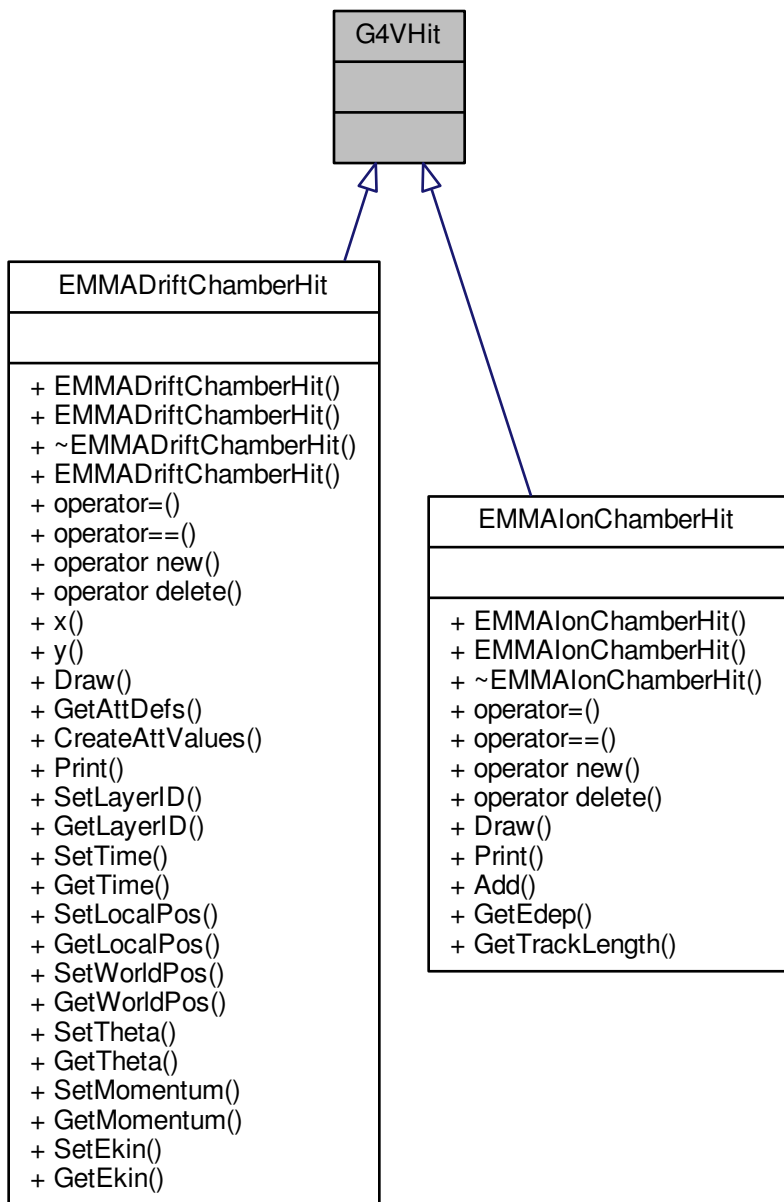 G4VHit
EMMADriftChamberHit
+ EMMADriftChamberHit()
+ EMMADriftChamberHit()
+ ~EMMADriftChamberHit()
+ EMMADriftChamberHit()
+ operator=()
+ operator==()
+ operator new()
+ operator delete()
+ x()
+ y()
+ Draw()
+ GetAttDefs()
+ CreateAttValues()
+ Print()
+ SetLayerID()
+ GetLayerID()
+ SetTime()
+ GetTime()
+ SetLocalPos()
+ GetLocalPos()
+ SetWorldPos()
+ GetWorldPos()
+ SetTheta()
+ GetTheta()
+ SetMomentum()
+ GetMomentum()
+ SetEkin()
+ GetEkin()
EMMAIonChamberHit
+ EMMAIonChamberHit()
+ EMMAIonChamberHit()
+ ~EMMAIonChamberHit()
+ operator=()
+ operator==()
+ operator new()
+ operator delete()
+ Draw()
+ Print()
+ Add()
+ GetEdep()
+ GetTrackLength()